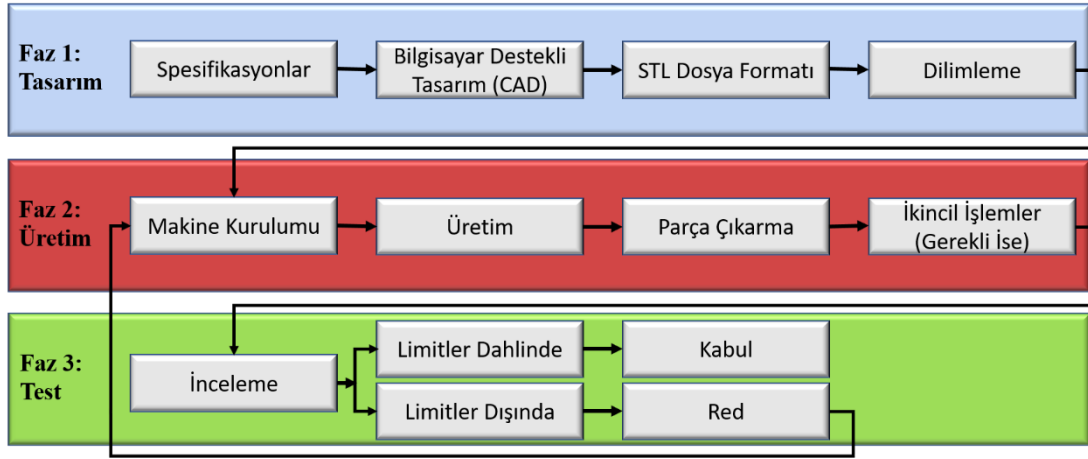 Faz 1:
Tasarım
Spesifikasyonlar
Bilgisayar Destekli
Tasarım (CAD)
STL Dosya Formatı
Dilimleme
Faz 2:
Üretim
Makine Kurulumu
Üretim
Parça Çıkarma
İkincil İşlemler
(Gerekli İse)
Faz 3:
Test
İnceleme
Limitler Dahlinde
Kabul
Limitler Dışında
Red